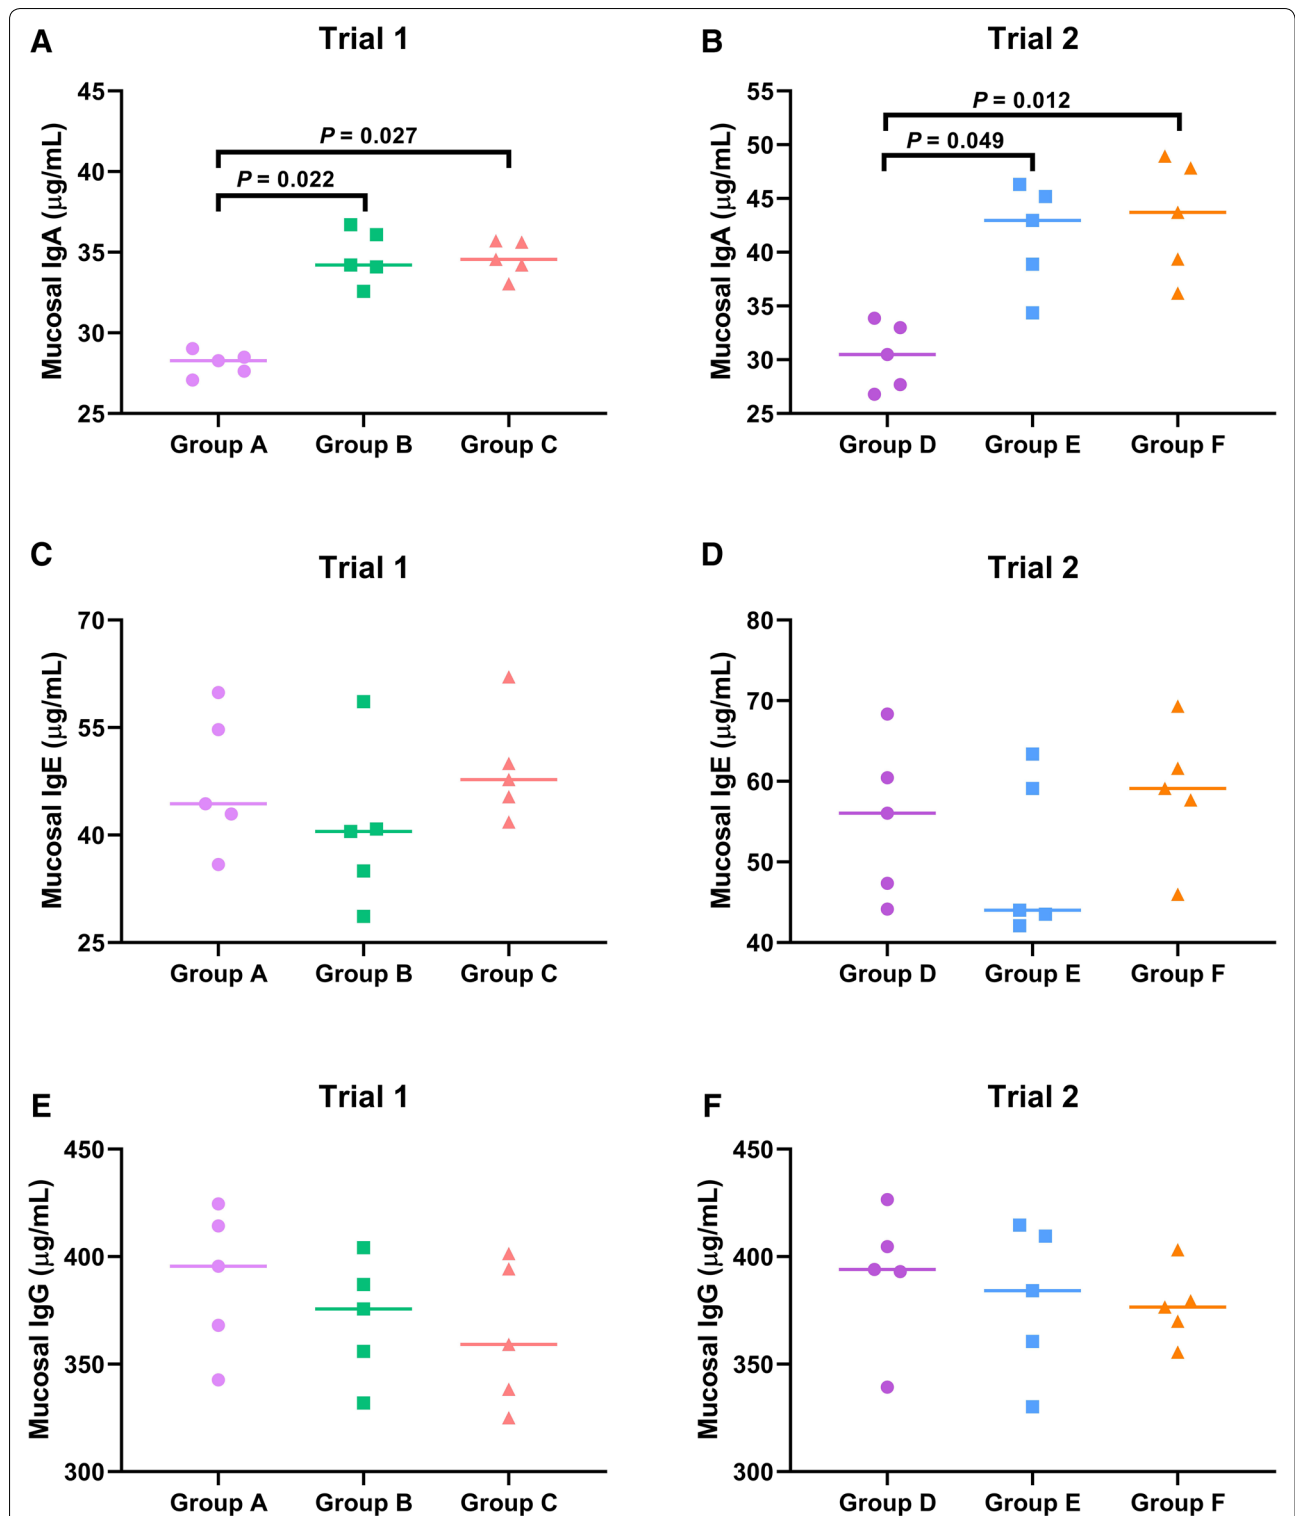 A
Trial 1
Mucosal IgA (μg/mL)
45
40
35
30
25
P = 0.027
P = 0.022
Group A
Group B
Group C
B
Trial 2
Mucosal IgA (μg/mL)
55
50
45
40
35
30
25
P = 0.012
P = 0.049
Group D
Group E
Group F
C
Trial 1
Mucosal IgE (μg/mL)
70
55
40
25
Group A
Group B
Group C
D
Trial 2
Mucosal IgE (μg/mL)
80
70
60
50
40
Group D
Group E
Group F
E
Trial 1
Mucosal IgG (μg/mL)
450
400
350
300
Group A
Group B
Group C
F
Trial 2
Mucosal IgG (μg/mL)
450
400
350
300
Group D
Group E
Group F